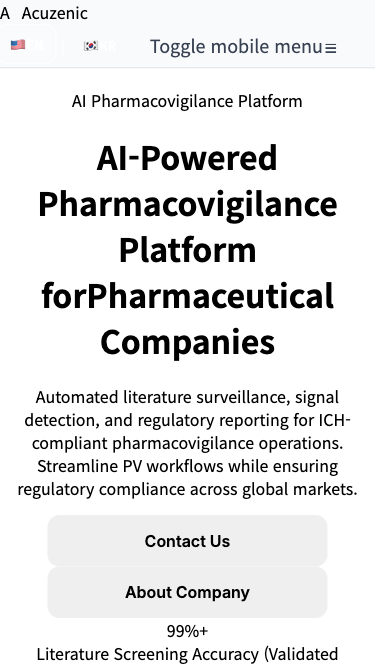 A Acuzenic
Toggle mobile menu≡
AI Pharmacovigilance Platform
AI-Powered
Pharmacovigilance
Platform
forPharmaceutical
Companies
Automated literature surveillance, signal
detection, and regulatory reporting for ICH-
compliant pharmacovigilance operations.
Streamline PV workflows while ensuring
regulatory compliance across global markets.
Contact Us
About Company
99%+
Literature Screening Accuracy (Validated